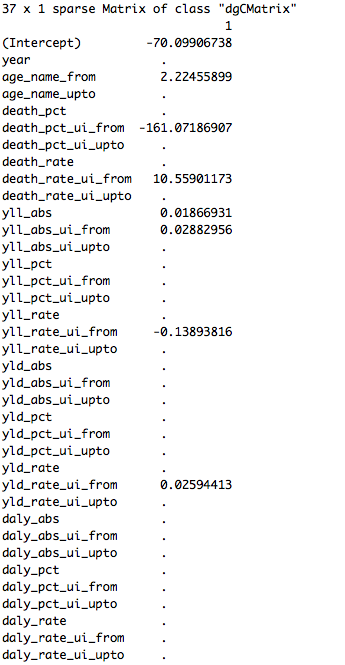 37 x 1 sparse Matrix of class "dgCMatrix"
1
(Intercept) -70.09906738
year .
age_name_from 2.22455899
age_name_upto .
death_pct .
death_pct_ui_from -161.07186907
death_pct_ui_upto .
death_rate .
death_rate_ui_from 10.55901173
death_rate_ui_upto .
yll_abs 0.01866931
yll_abs_ui_from 0.02882956
yll_abs_ui_upto .
yll_pct .
yll_pct_ui_from .
yll_pct_ui_upto .
yll_rate .
yll_rate_ui_from -0.13893816
yll_rate_ui_upto .
yld_abs .
yld_abs_ui_from .
yld_abs_ui_upto .
yld_pct .
yld_pct_ui_from .
yld_pct_ui_upto .
yld_rate .
yld_rate_ui_from 0.02594413
yld_rate_ui_upto .
daly_abs .
daly_abs_ui_from .
daly_abs_ui_upto .
daly_pct .
daly_pct_ui_from .
daly_pct_ui_upto .
daly_rate .
daly_rate_ui_from .
daly_rate_ui_upto .